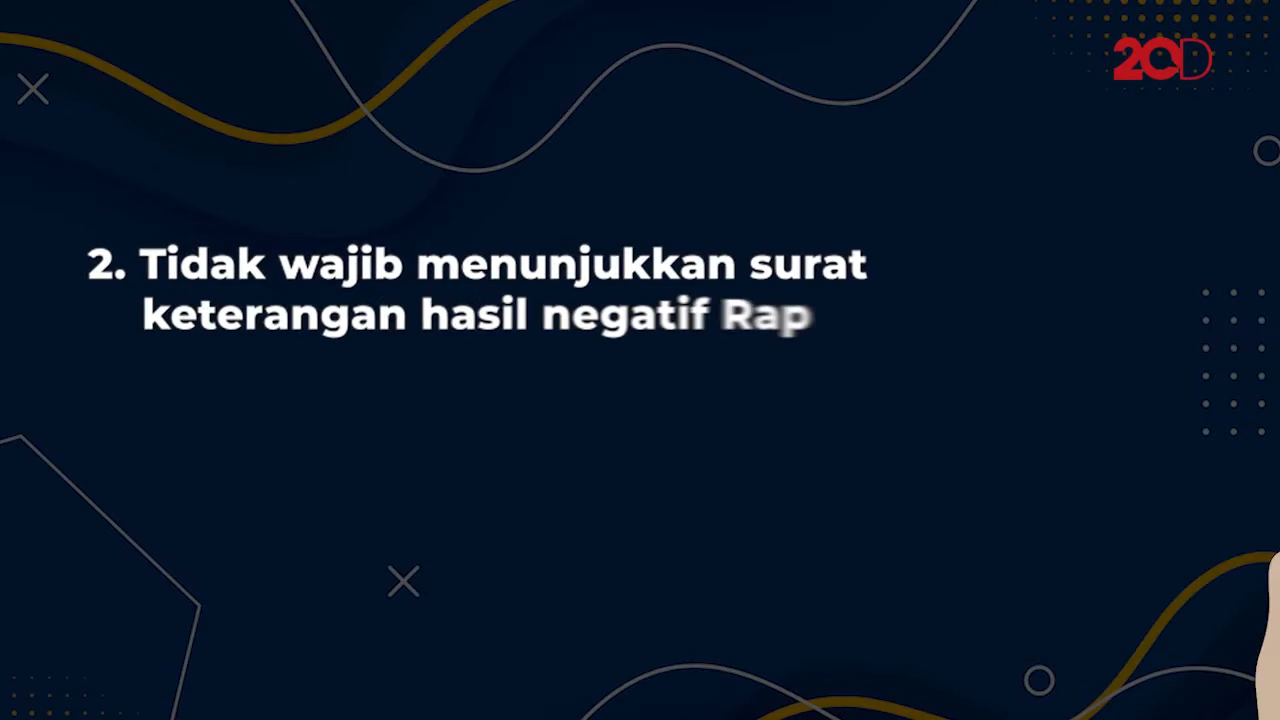 20D
2. Tidak wajib menunjukkan surat
keterangan hasil negatif Rap